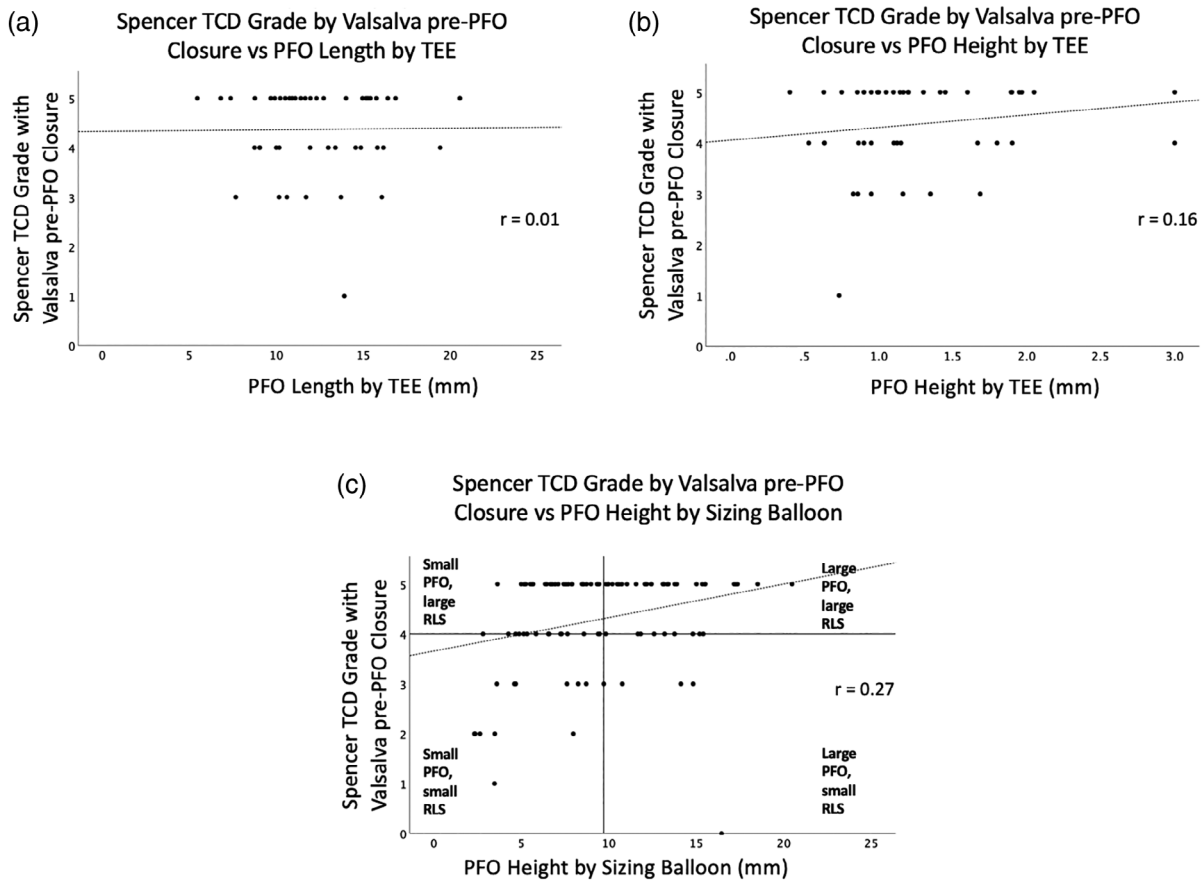 (a)
Spencer TCD Grade by Valsalva pre-PFO
Closure vs PFO Length by TEE
Spencer TCD Grade with
Valsalva pre-PFO Closure
5
4
3
2
1
0
r = 0.01
0 5 10 15 20 25
PFO Length by TEE (mm)
(b)
Spencer TCD Grade by Valsalva pre-PFO
Closure vs PFO Height by TEE
Spencer TCD Grade with
Valsalva pre-PFO Closure
5
4
3
2
1
0
r = 0.16
.0 .5 1.0 1.5 2.0 2.5 3.0
PFO Height by TEE (mm)
(c)
Spencer TCD Grade by Valsalva pre-PFO
Closure vs PFO Height by Sizing Balloon
Spencer TCD Grade with
Valsalva pre-PFO Closure
5
4
3
2
1
0
Small
PFO,
large
RLS
Large
PFO,
large
RLS
r = 0.27
Small
PFO,
small
RLS
Large
PFO,
small
RLS
0 5 10 15 20 25
PFO Height by Sizing Balloon (mm)